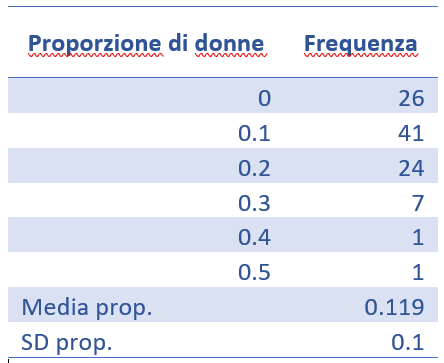 Proporzione di donne Frequenza
0 26
0.1 41
0.2 24
0.3 7
0.4 1
0.5 1
Media prop. 0.119
SD prop. 0.1